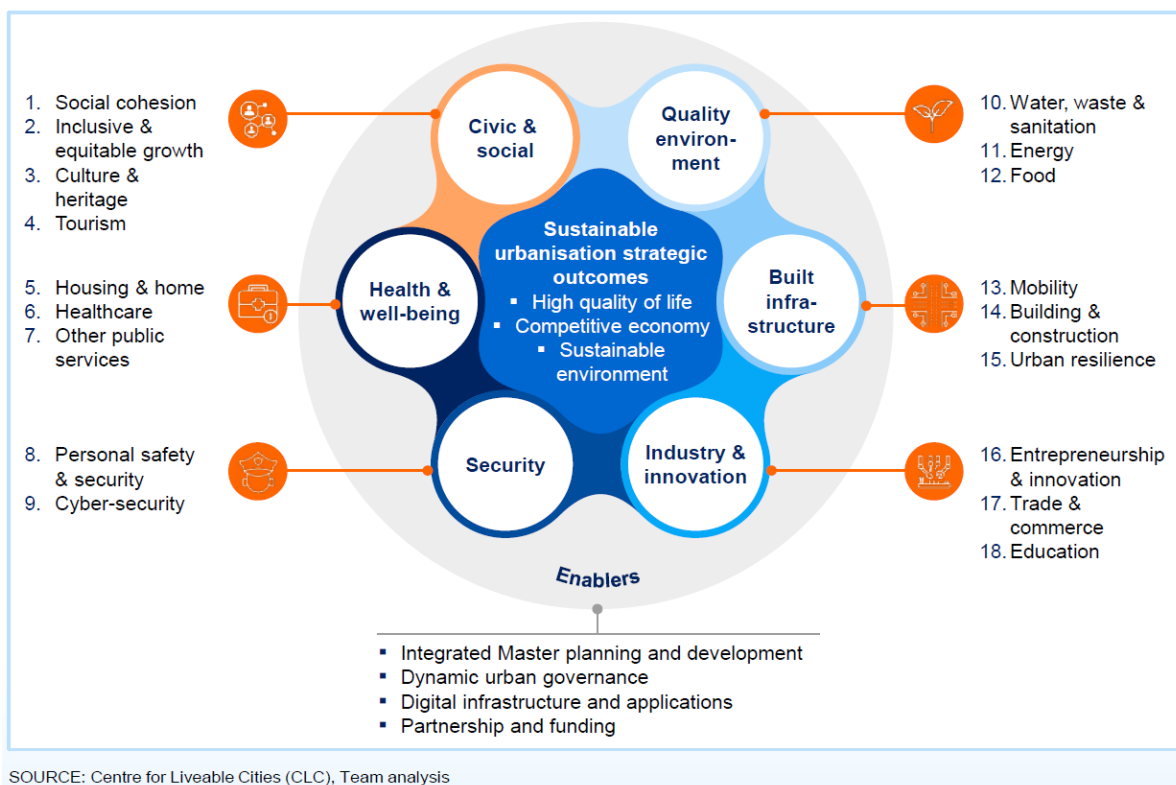 1. Social cohesion
2. Inclusive &
equitable growth
3. Culture &
heritage
4. Tourism
5. Housing & home
6. Healthcare
7. Other public
services
8. Personal safety
& security
9. Cyber-security
Civic &
social
Quality
environ-
ment
Health &
well-being
Sustainable
urbanisation strategic
outcomes
▪ High quality of life
▪ Competitive economy
▪ Sustainable
environment
Built
infra-
structure
Security
Industry &
innovation
10. Water, waste &
sanitation
11. Energy
12. Food
13. Mobility
14. Building &
construction
15. Urban resilience
16. Entrepreneurship
& innovation
17. Trade &
commerce
18. Education
Enablers
▪ Integrated Master planning and development
▪ Dynamic urban governance
▪ Digital infrastructure and applications
▪ Partnership and funding
SOURCE: Centre for Liveable Cities (CLC), Team analysis